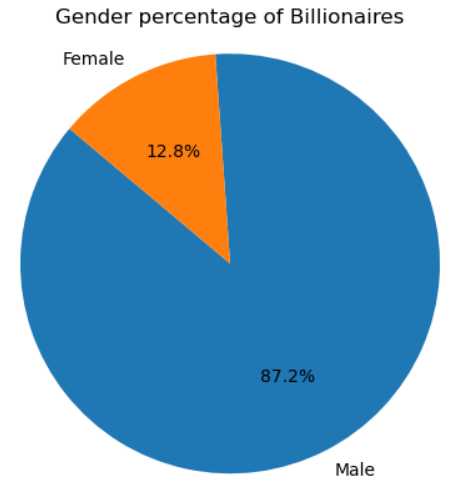 Gender percentage of Billionaires
Female
12.8%
87.2%
Male